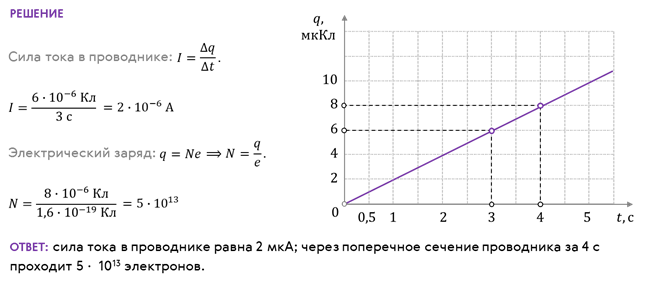 РЕШЕНИЕ
Сила тока в проводнике: I = Δq/Δt.
I = 6 · 10⁻⁶ Кл / 3 с = 2 · 10⁻⁶ А
Электрический заряд: q = Ne ⟹ N = q/e.
N = 8 · 10⁻⁶ Кл / 1,6 · 10⁻¹⁹ Кл = 5 · 10¹³
q,
мкКл
10
8
6
4
2
0
0,5 1 2 3 4 5 t, с
ОТВЕТ: сила тока в проводнике равна 2 мкА; через поперечное сечение проводника за 4 с
проходит 5 · 10¹³ электронов.